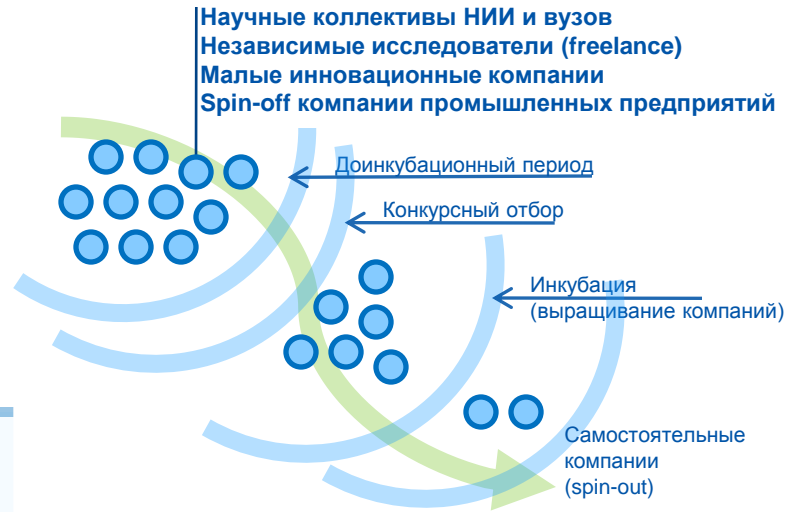 Научные коллективы НИИ и вузов
Независимые исследователи (freelance)
Малые инновационные компании
Spin-off компании промышленных предприятий
Доинкубационный период
Конкурсный отбор
Инкубация
(выращивание компаний)
Самостоятельные
компании
(spin-out)